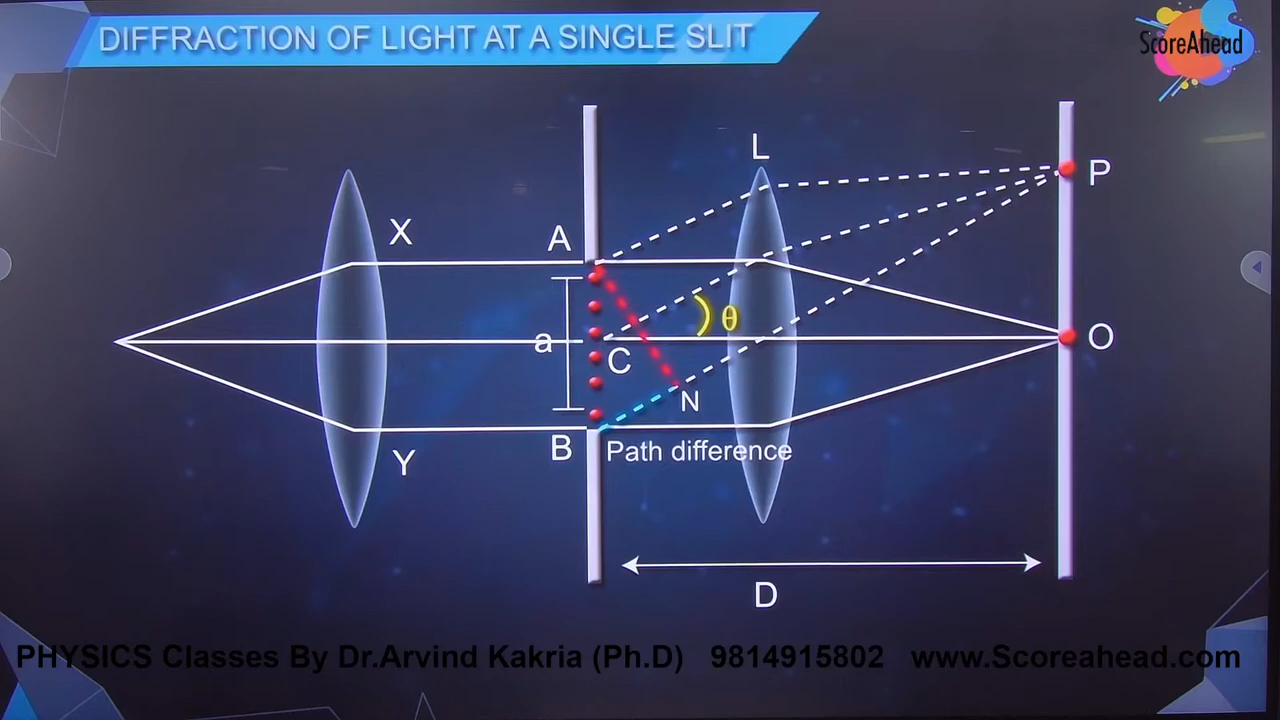 DIFFRACTION OF LIGHT AT A SINGLE SLIT
ScoreAhead
L
P
X
A
θ
a
C
O
N
B
Path difference
Y
D
PHYSICS Classes By Dr.Arvind Kakria (Ph.D) 9814915802 www.Scoreahead.com